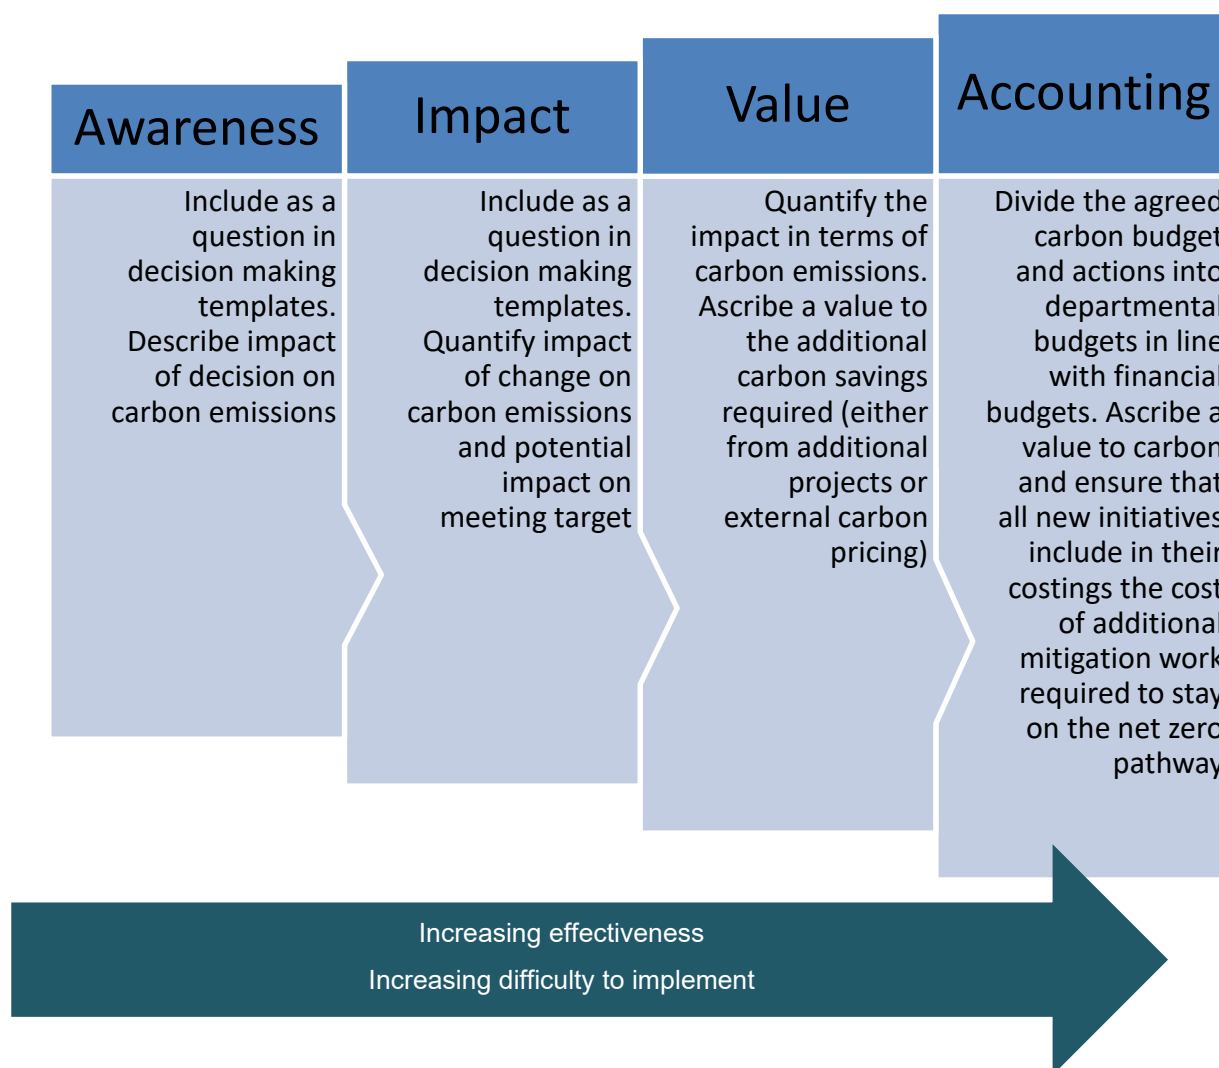 Awareness
Include as a
question in
decision making
templates.
Describe impact
of decision on
carbon emissions
Impact
Include as a
question in
decision making
templates.
Quantify impact
of change on
carbon emissions
and potential
impact on
meeting target
Value
Quantify the
impact in terms of
carbon emissions.
Ascribe a value to
the additional
carbon savings
required (either
from additional
projects or
external carbon
pricing)
Accounting
Divide the agreed
carbon budget
and actions into
departmental
budgets in line
with financial
budgets. Ascribe a
value to carbon
and ensure that
all new initiatives
include in their
costings the cost
of additional
mitigation work
required to stay
on the net zero
pathway
Increasing effectiveness
Increasing difficulty to implement